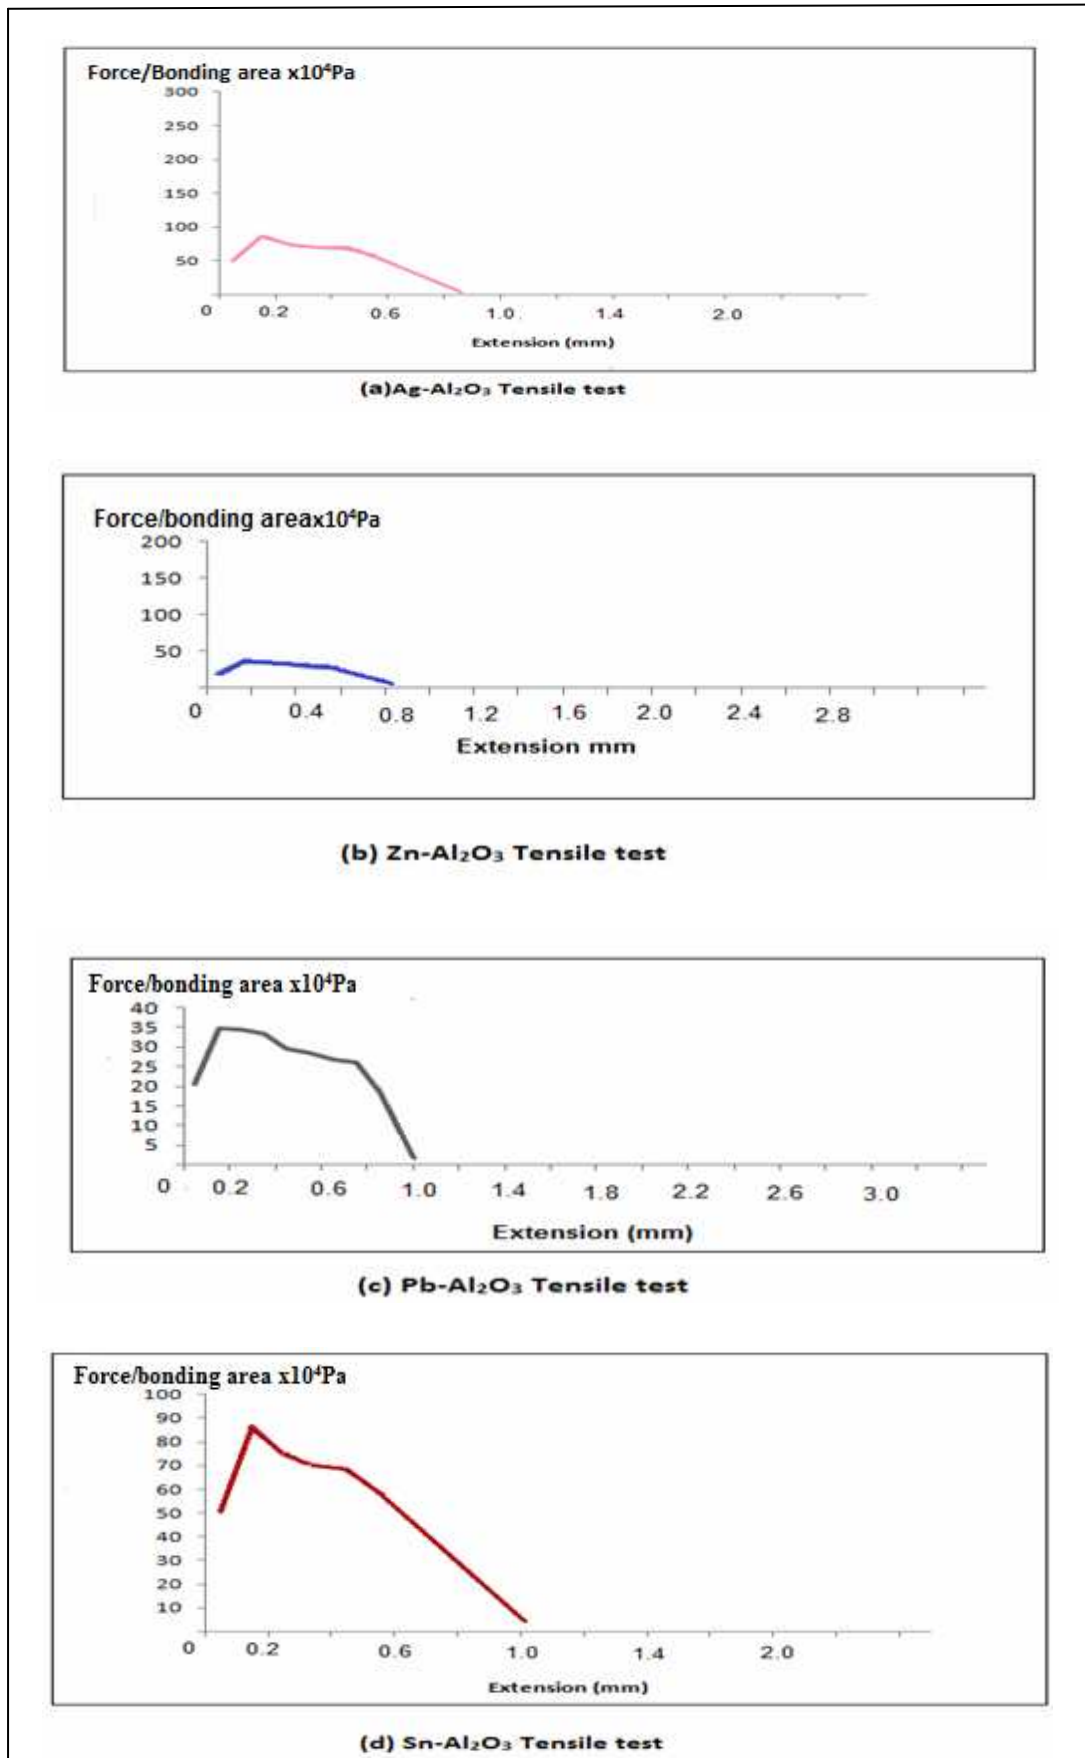 Force/Bonding area x10⁴Pa
300
250
200
150
100
50
0 0.2 0.6 1.0 1.4 2.0
Extension (mm)
(a)Ag-Al₂O₃ Tensile test
Force/bonding areax10⁴Pa
200
150
100
50
0 0.4 0.8 1.2 1.6 2.0 2.4 2.8
Extension mm
(b) Zn-Al₂O₃ Tensile test
Force/bonding area x10⁴Pa
40
35
30
25
20
15
10
5
0 0.2 0.6 1.0 1.4 1.8 2.2 2.6 3.0
Extension (mm)
(c) Pb-Al₂O₃ Tensile test
Force/bonding area x10⁴Pa
100
90
80
70
60
50
40
30
20
10
0 0.2 0.6 1.0 1.4 2.0
Extension (mm)
(d) Sn-Al₂O₃ Tensile test